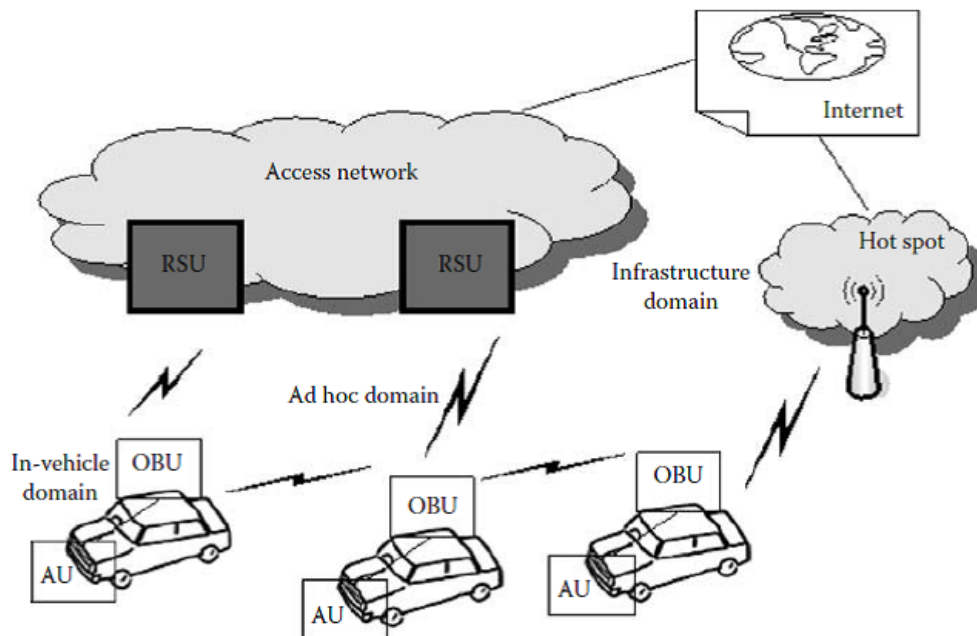 Internet
Access network
Hot spot
RSU
RSU
Infrastructure
domain
Ad hoc domain
In-vehicle
domain
OBU
OBU
OBU
AU
AU
AU